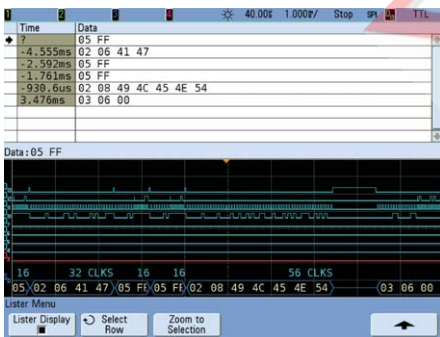 1 2 3 4 40.00% 1.000%/ Stop SPI TTL
Time Data
? 05 FF
-4.555ms 02 06 41 47
-2.592ms 05 FF
-1.761ms 05 FF
-930.6us 02 08 49 4C 45 4E 54
3.476ms 03 06 00
Data:05 FF
16 32 CLKS 16 16 56 CLKS
05 02 06 41 47 05 FF 05 FF 02 08 49 4C 45 4E 54 03 06 00
Lister Menu
Lister Display Select Row Zoom to Selection